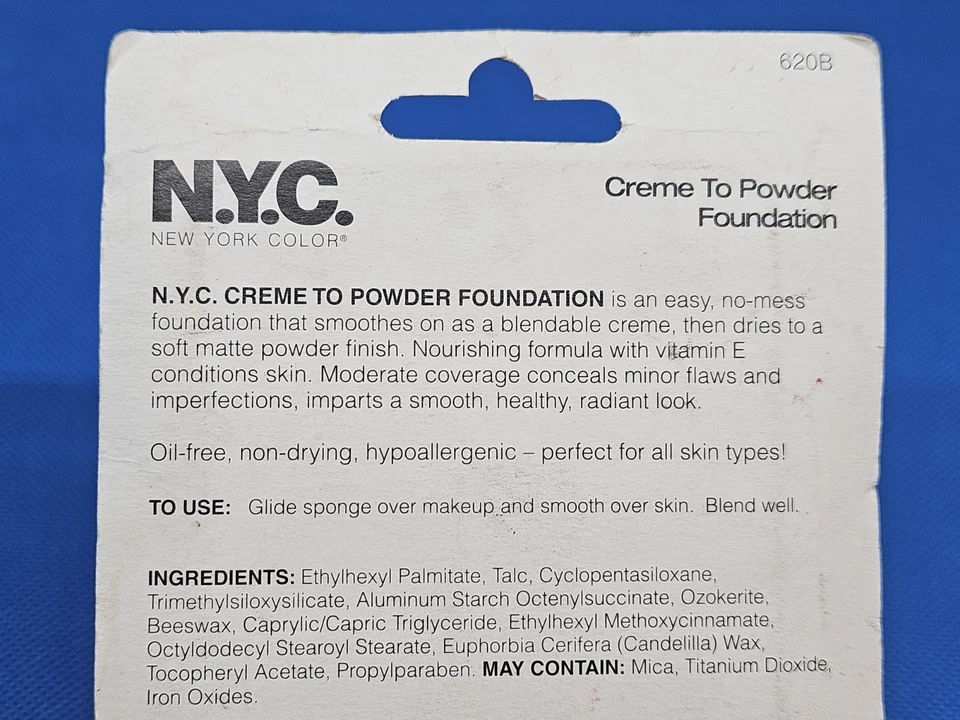 620B
N.Y.C.
NEW YORK COLOR®
Creme To Powder
Foundation
N.Y.C. CREME TO POWDER FOUNDATION is an easy, no-mess
foundation that smoothes on as a blendable creme, then dries to a
soft matte powder finish. Nourishing formula with vitamin E
conditions skin. Moderate coverage conceals minor flaws and
imperfections, imparts a smooth, healthy, radiant look.
Oil-free, non-drying, hypoallergenic – perfect for all skin types!
TO USE: Glide sponge over makeup and smooth over skin. Blend well.
INGREDIENTS: Ethylhexyl Palmitate, Talc, Cyclopentasiloxane,
Trimethylsiloxysilicate, Aluminum Starch Octenylsuccinate, Ozokerite,
Beeswax, Caprylic/Capric Triglyceride, Ethylhexyl Methoxycinnamate,
Octyldodecyl Stearoyl Stearate, Euphorbia Cerifera (Candelilla) Wax,
Tocopheryl Acetate, Propylparaben. MAY CONTAIN: Mica, Titanium Dioxide,
Iron Oxides.